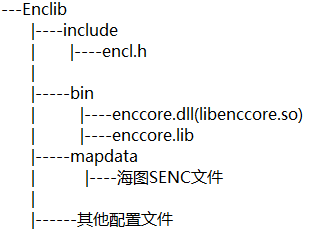 ---Enclib
|----include
| |----encl.h
|
|-----bin
| |----enccore.dll(libenccore.so)
| |----enccore.lib
|-----mapdata
| |----海图SENC文件
|
|------其他配置文件